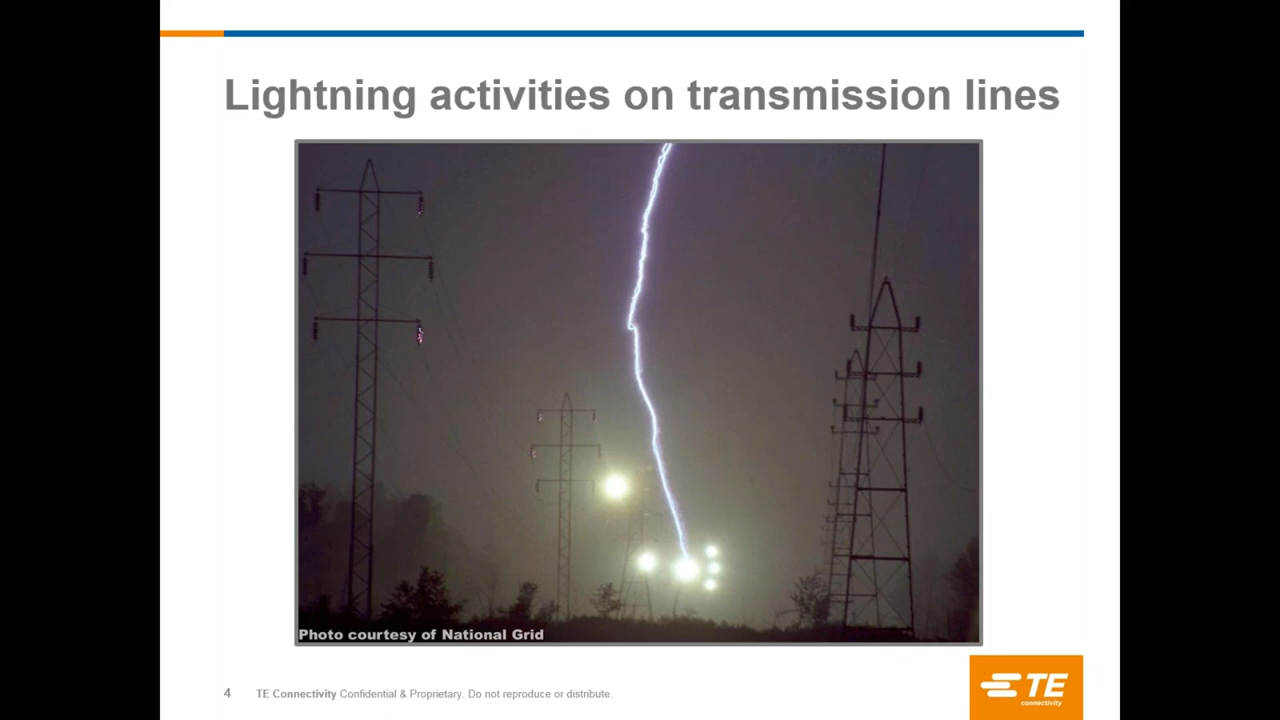 Lightning activities on transmission lines
Photo courtesy of National Grid
4 TE Connectivity Confidential & Proprietary. Do not reproduce or distribute.
TE
connectivity